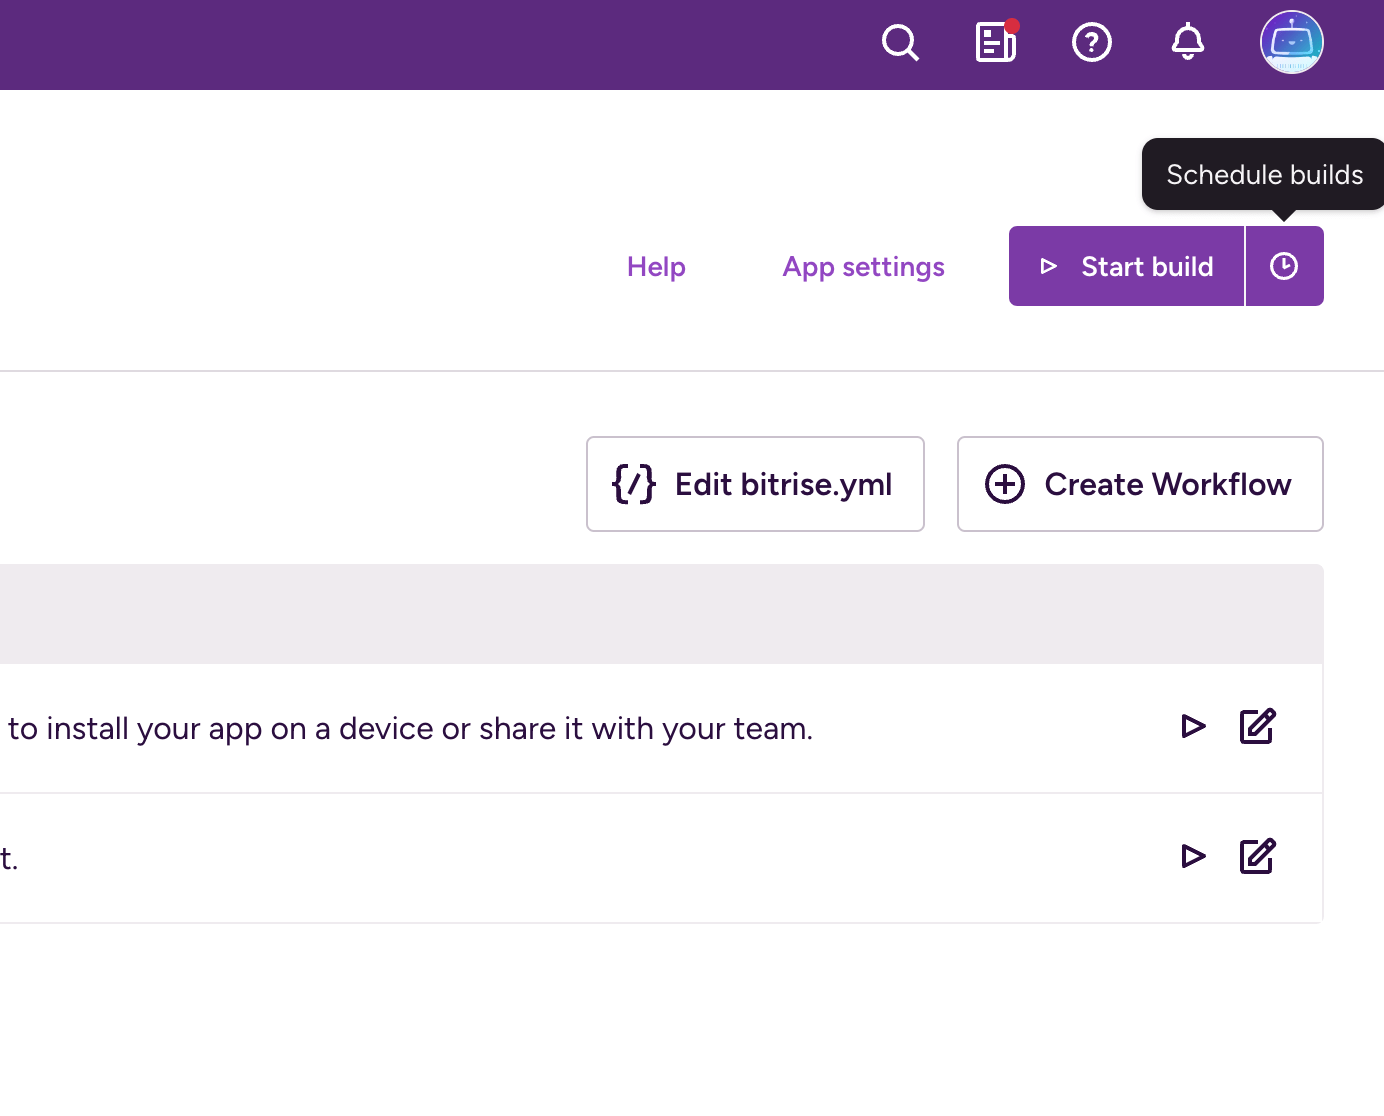 Schedule builds
Help
App settings
Start build
Edit bitrise.yml
Create Workflow
to install your app on a device or share it with your team.
t.